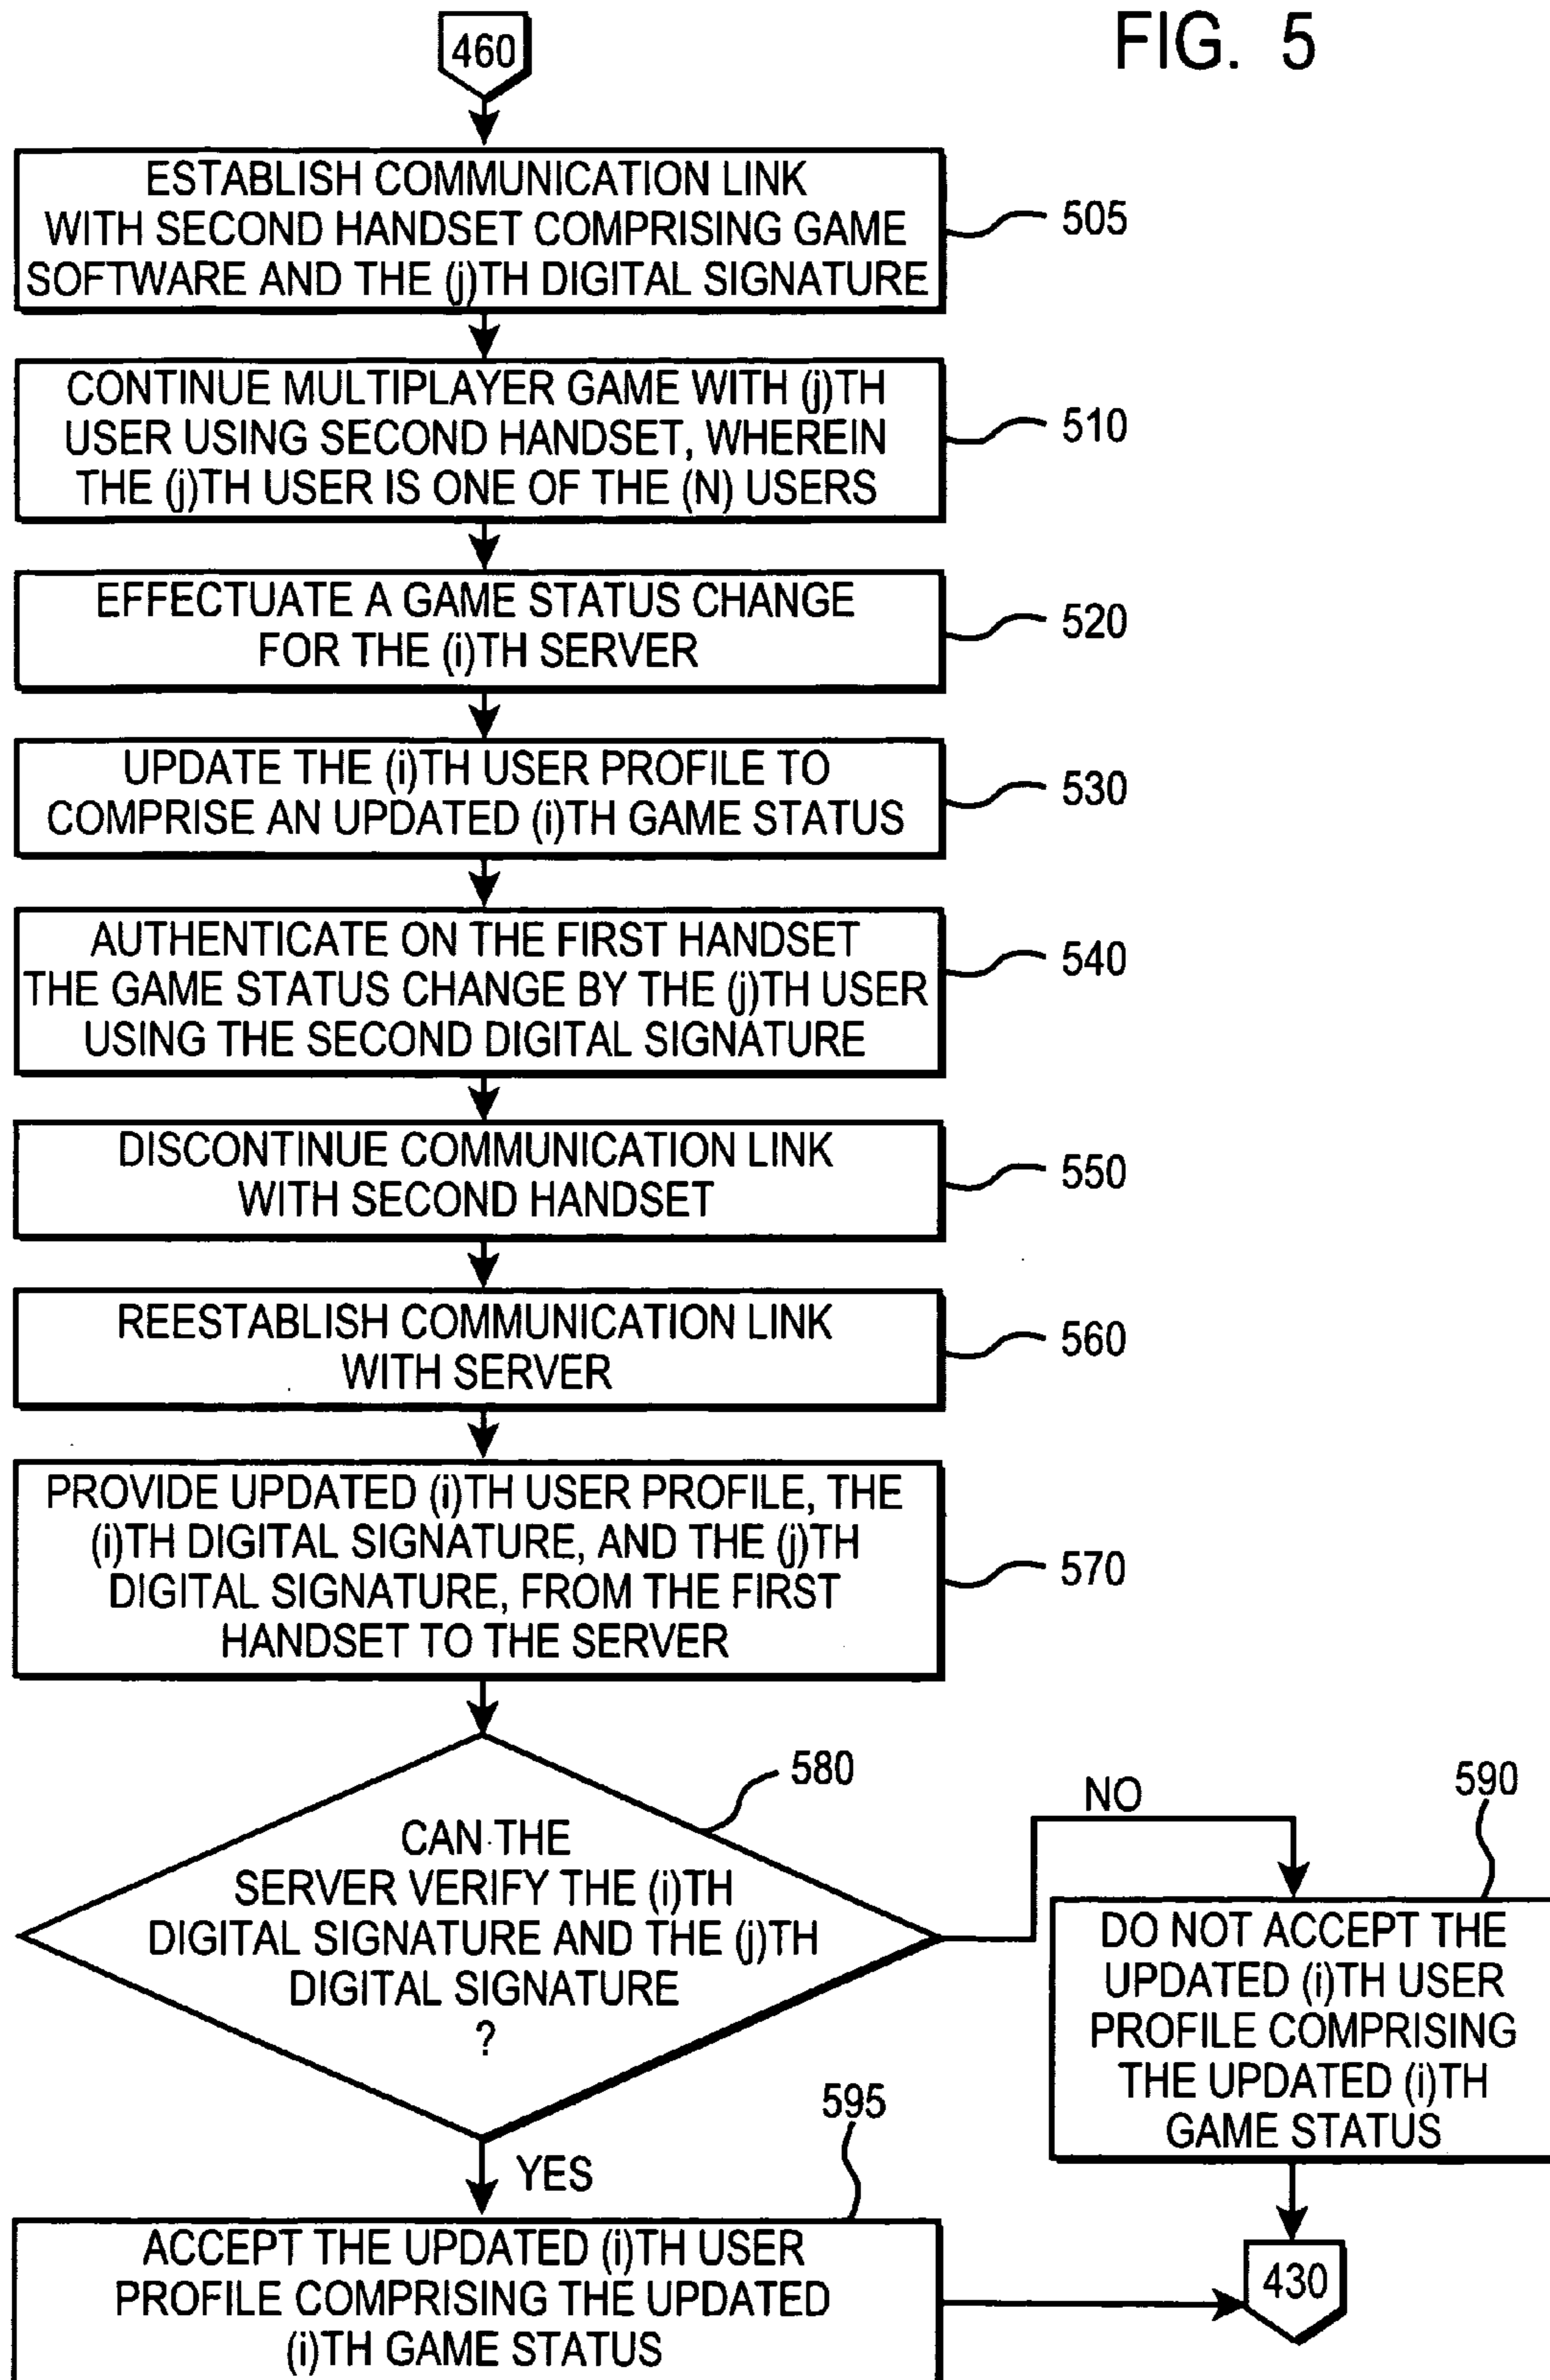 FIG. 5
460
ESTABLISH COMMUNICATION LINK
WITH SECOND HANDSET COMPRISING GAME
SOFTWARE AND THE (j)TH DIGITAL SIGNATURE
505
CONTINUE MULTIPLAYER GAME WITH (j)TH
USER USING SECOND HANDSET, WHEREIN
THE (j)TH USER IS ONE OF THE (N) USERS
510
EFFECTUATE A GAME STATUS CHANGE
FOR THE (i)TH SERVER
520
UPDATE THE (i)TH USER PROFILE TO
COMPRISE AN UPDATED (i)TH GAME STATUS
530
AUTHENTICATE ON THE FIRST HANDSET
THE GAME STATUS CHANGE BY THE (j)TH USER
USING THE SECOND DIGITAL SIGNATURE
540
DISCONTINUE COMMUNICATION LINK
WITH SECOND HANDSET
550
REESTABLISH COMMUNICATION LINK
WITH SERVER
560
PROVIDE UPDATED (i)TH USER PROFILE, THE
(i)TH DIGITAL SIGNATURE, AND THE (j)TH
DIGITAL SIGNATURE, FROM THE FIRST
HANDSET TO THE SERVER
570
CAN THE
SERVER VERIFY THE (i)TH
DIGITAL SIGNATURE AND THE (j)TH
DIGITAL SIGNATURE
?
580
NO
590
DO NOT ACCEPT THE
UPDATED (i)TH USER
PROFILE COMPRISING
THE UPDATED (i)TH
GAME STATUS
YES
595
ACCEPT THE UPDATED (i)TH USER
PROFILE COMPRISING THE UPDATED
(i)TH GAME STATUS
430